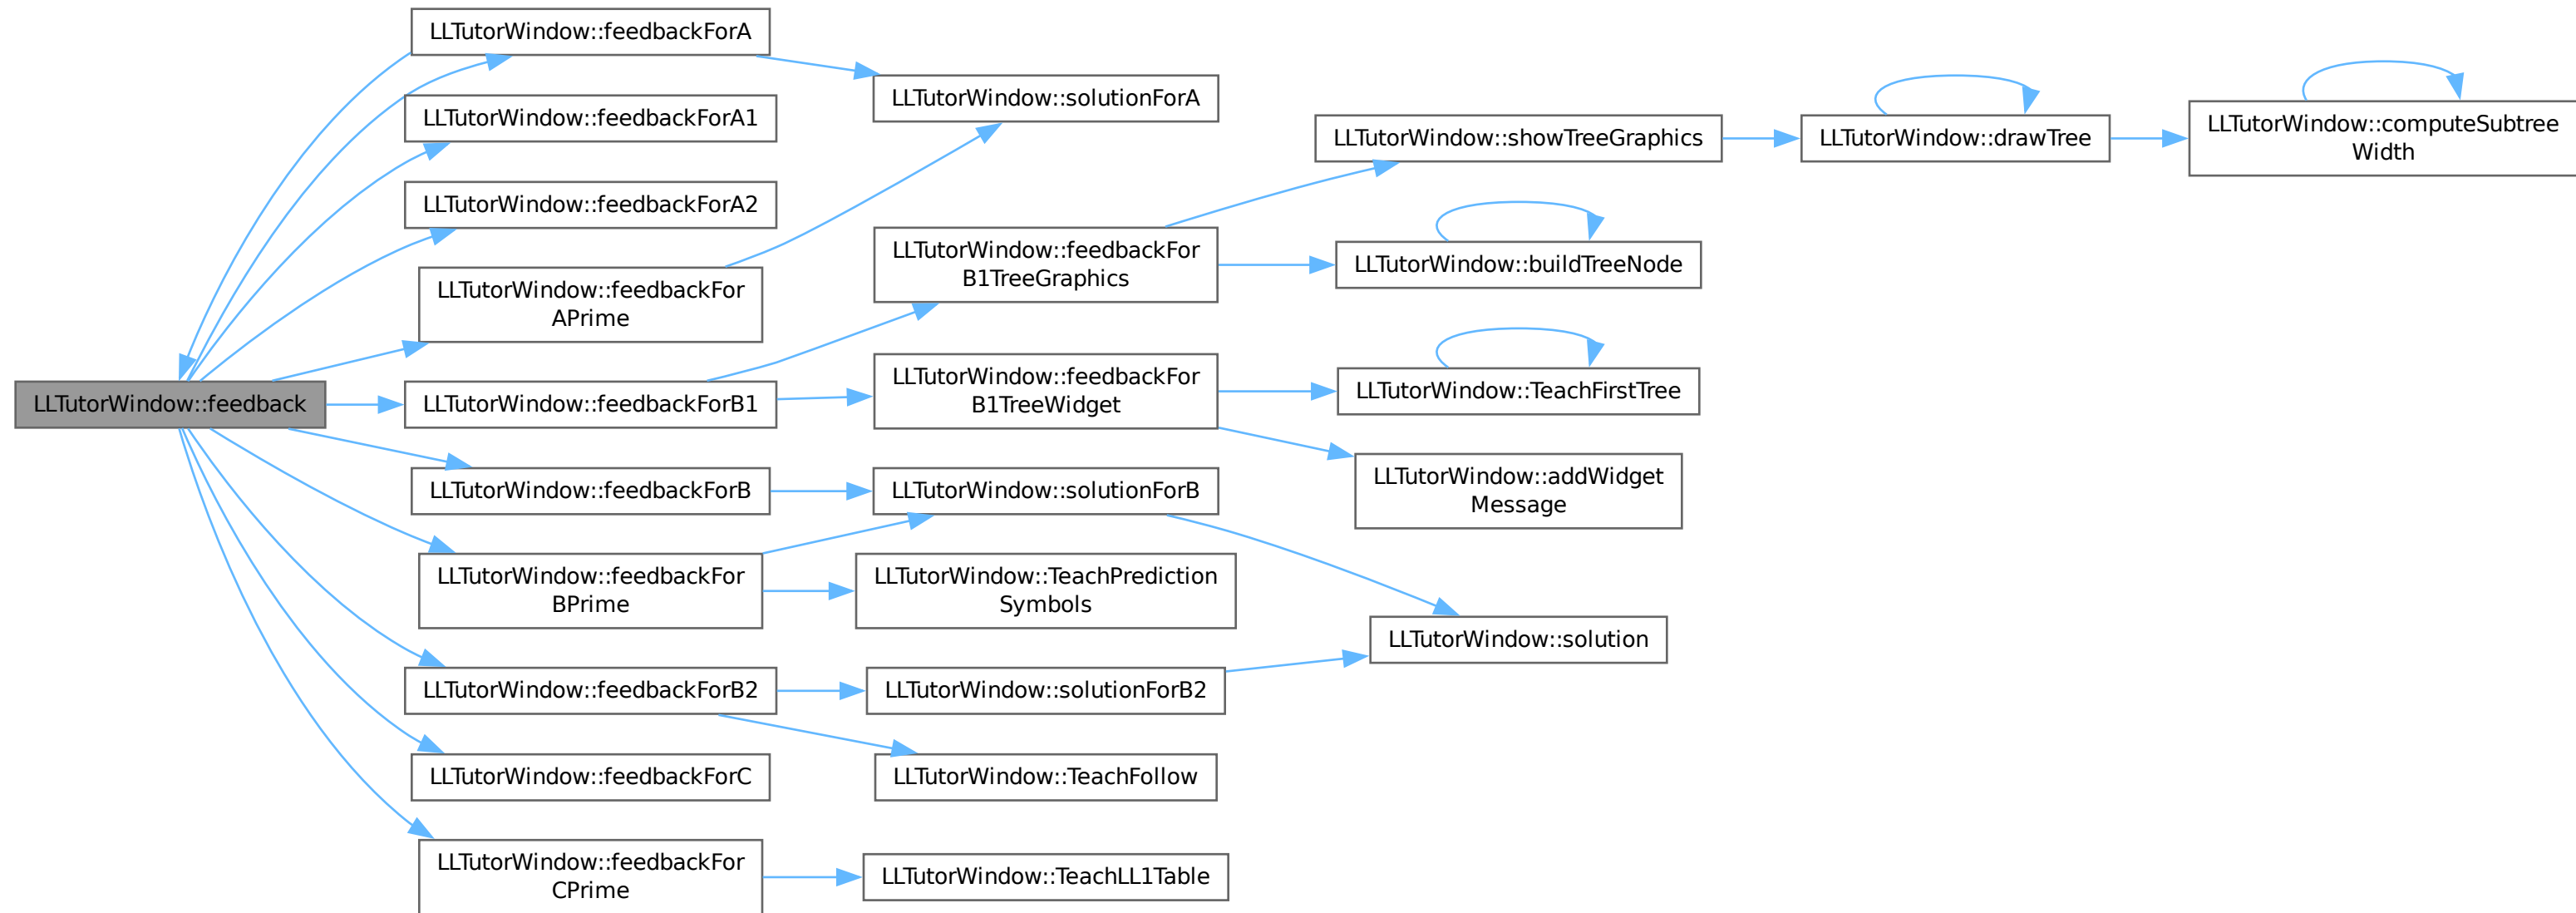 LLTutorWindow::feedback
LLTutorWindow::feedbackForA
LLTutorWindow::feedbackForA1
LLTutorWindow::feedbackForA2
LLTutorWindow::feedbackFor
APrime
LLTutorWindow::feedbackForB1
LLTutorWindow::feedbackForB
LLTutorWindow::feedbackFor
BPrime
LLTutorWindow::feedbackForB2
LLTutorWindow::feedbackForC
LLTutorWindow::feedbackFor
CPrime
LLTutorWindow::solutionForA
LLTutorWindow::feedbackFor
B1TreeGraphics
LLTutorWindow::feedbackFor
B1TreeWidget
LLTutorWindow::solutionForB
LLTutorWindow::TeachPrediction
Symbols
LLTutorWindow::solutionForB2
LLTutorWindow::TeachFollow
LLTutorWindow::TeachLL1Table
LLTutorWindow::showTreeGraphics
LLTutorWindow::buildTreeNode
LLTutorWindow::TeachFirstTree
LLTutorWindow::addWidget
Message
LLTutorWindow::solution
LLTutorWindow::drawTree
LLTutorWindow::computeSubtree
Width